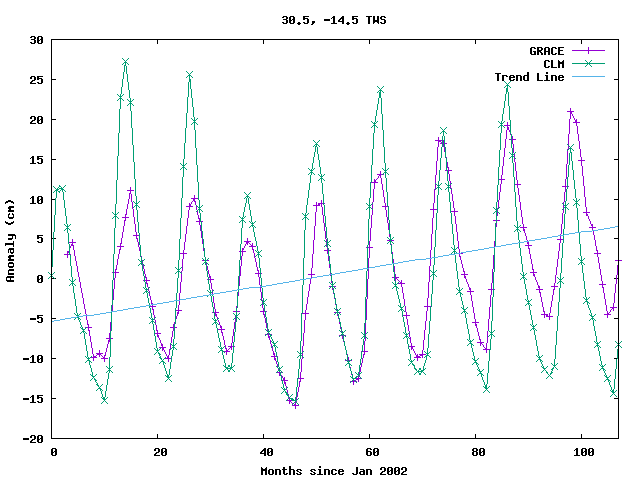 30.5, -14.5 TWS
GRACE
CLM
Trend Line
30
25
20
15
10
5
0
-5
-10
-15
-20
Anomaly (cm)
0 20 40 60 80 100
Months since Jan 2002